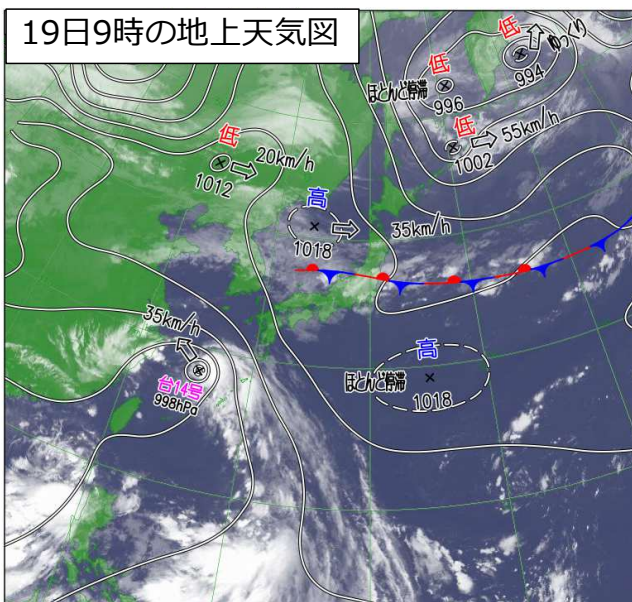 19日9時の地上天気図
低
ゆっくり
994
低
ほとんど停滞
996
低
55km/h
1002
低
20km/h
1012
高
35km/h
1018
35km/h
台14号
998hPa
高
ほとんど停滞
1018